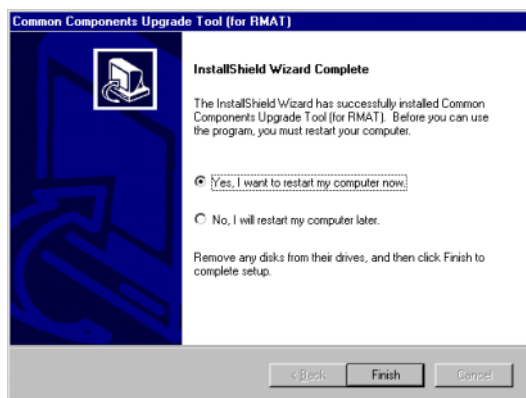 Common Components Upgrade Tool (for RMAT)
InstallShield Wizard Complete
The InstallShield Wizard has successfully installed Common
Components Upgrade Tool (for RMAT). Before you can use
the program, you must restart your computer.
Yes, I want to restart my computer now.
No, I will restart my computer later.
Remove any disks from their drives, and then click Finish to
complete setup.
< Back
Finish
Cancel